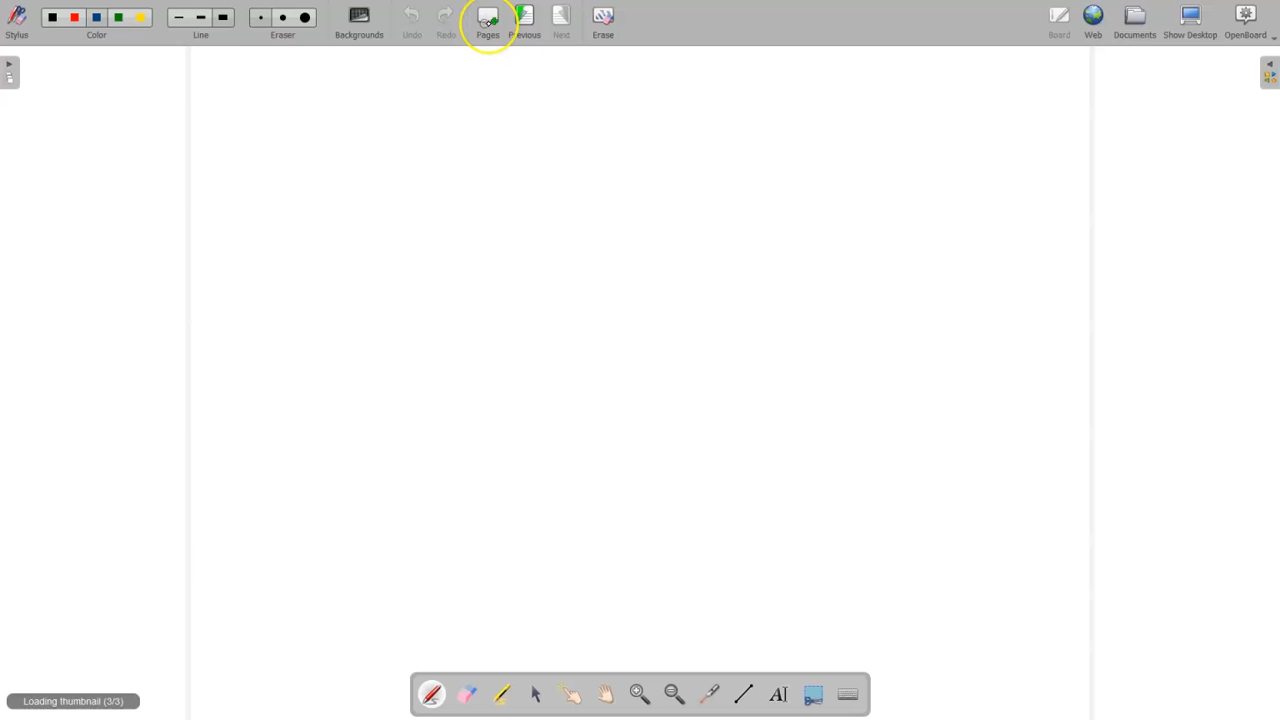 Stylus
Color
Line
Eraser
Backgrounds
Undo
Redo
Pages
Previous
Next
Erase
Board
Web
Documents
Show Desktop
OpenBoard
AI
Loading thumbnail (3/3)